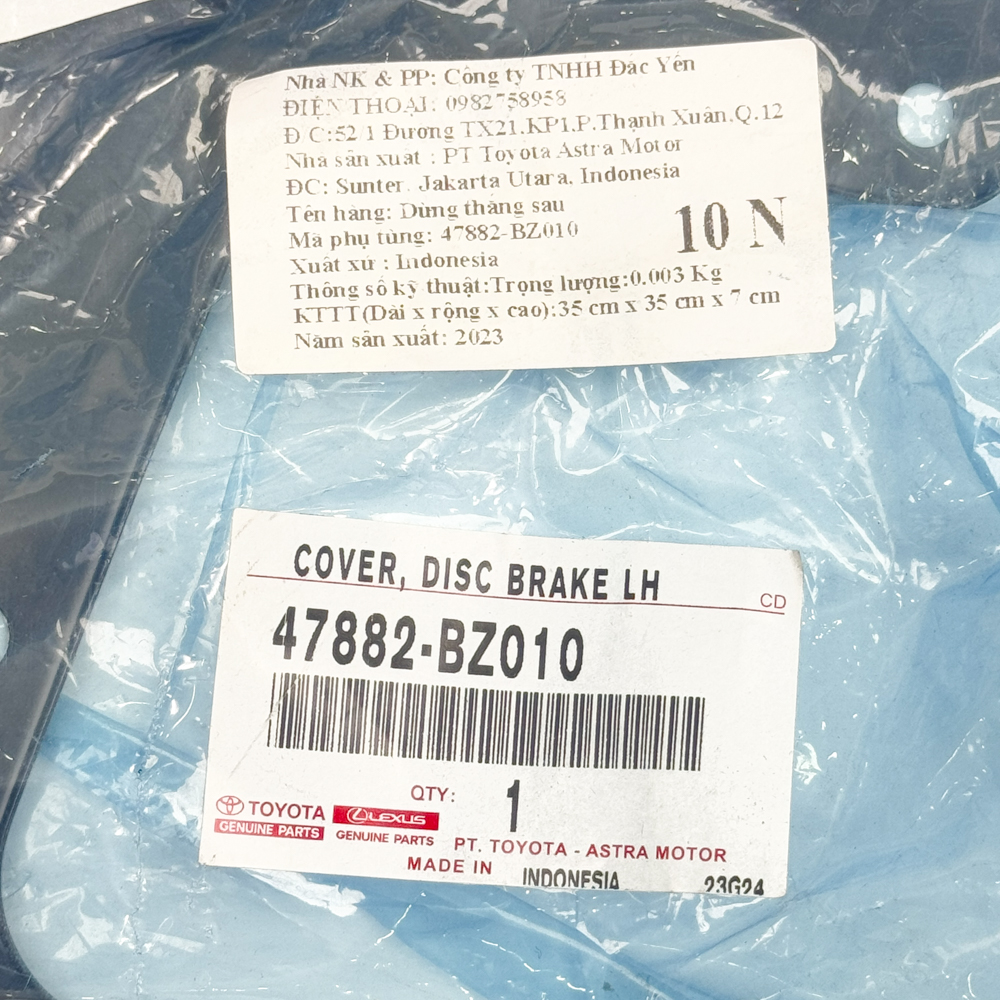 Nhà NK & PP: Công ty TNHH Đắc Yến
ĐIỆN THOẠI: 0982758958
Đ C:52 1 Đương TX21.KP1.P.Thạnh Xuân.Q.12
Nhà sản xuất : PT Toyota Astra Motor
ĐC: Sunter. Jakarta Utara. Indonesia
Tên hàng: Dừng thắng sau
Mã phụ tùng: 47882-BZ010
10 N
Xuất xứ : Indonesia
Thông số kỹ thuật:Trọng lượng:0.003 Kg
KTTT(Dài x rộng x cao):35 cm x 35 cm x 7 cm
Năm sản xuất: 2023
COVER, DISC BRAKE LH
CD
47882-BZ010
QTY: 1
TOYOTA LEXUS
GENUINE PARTS GENUINE PARTS PT. TOYOTA - ASTRA MOTOR
MADE IN INDONESIA 23G24